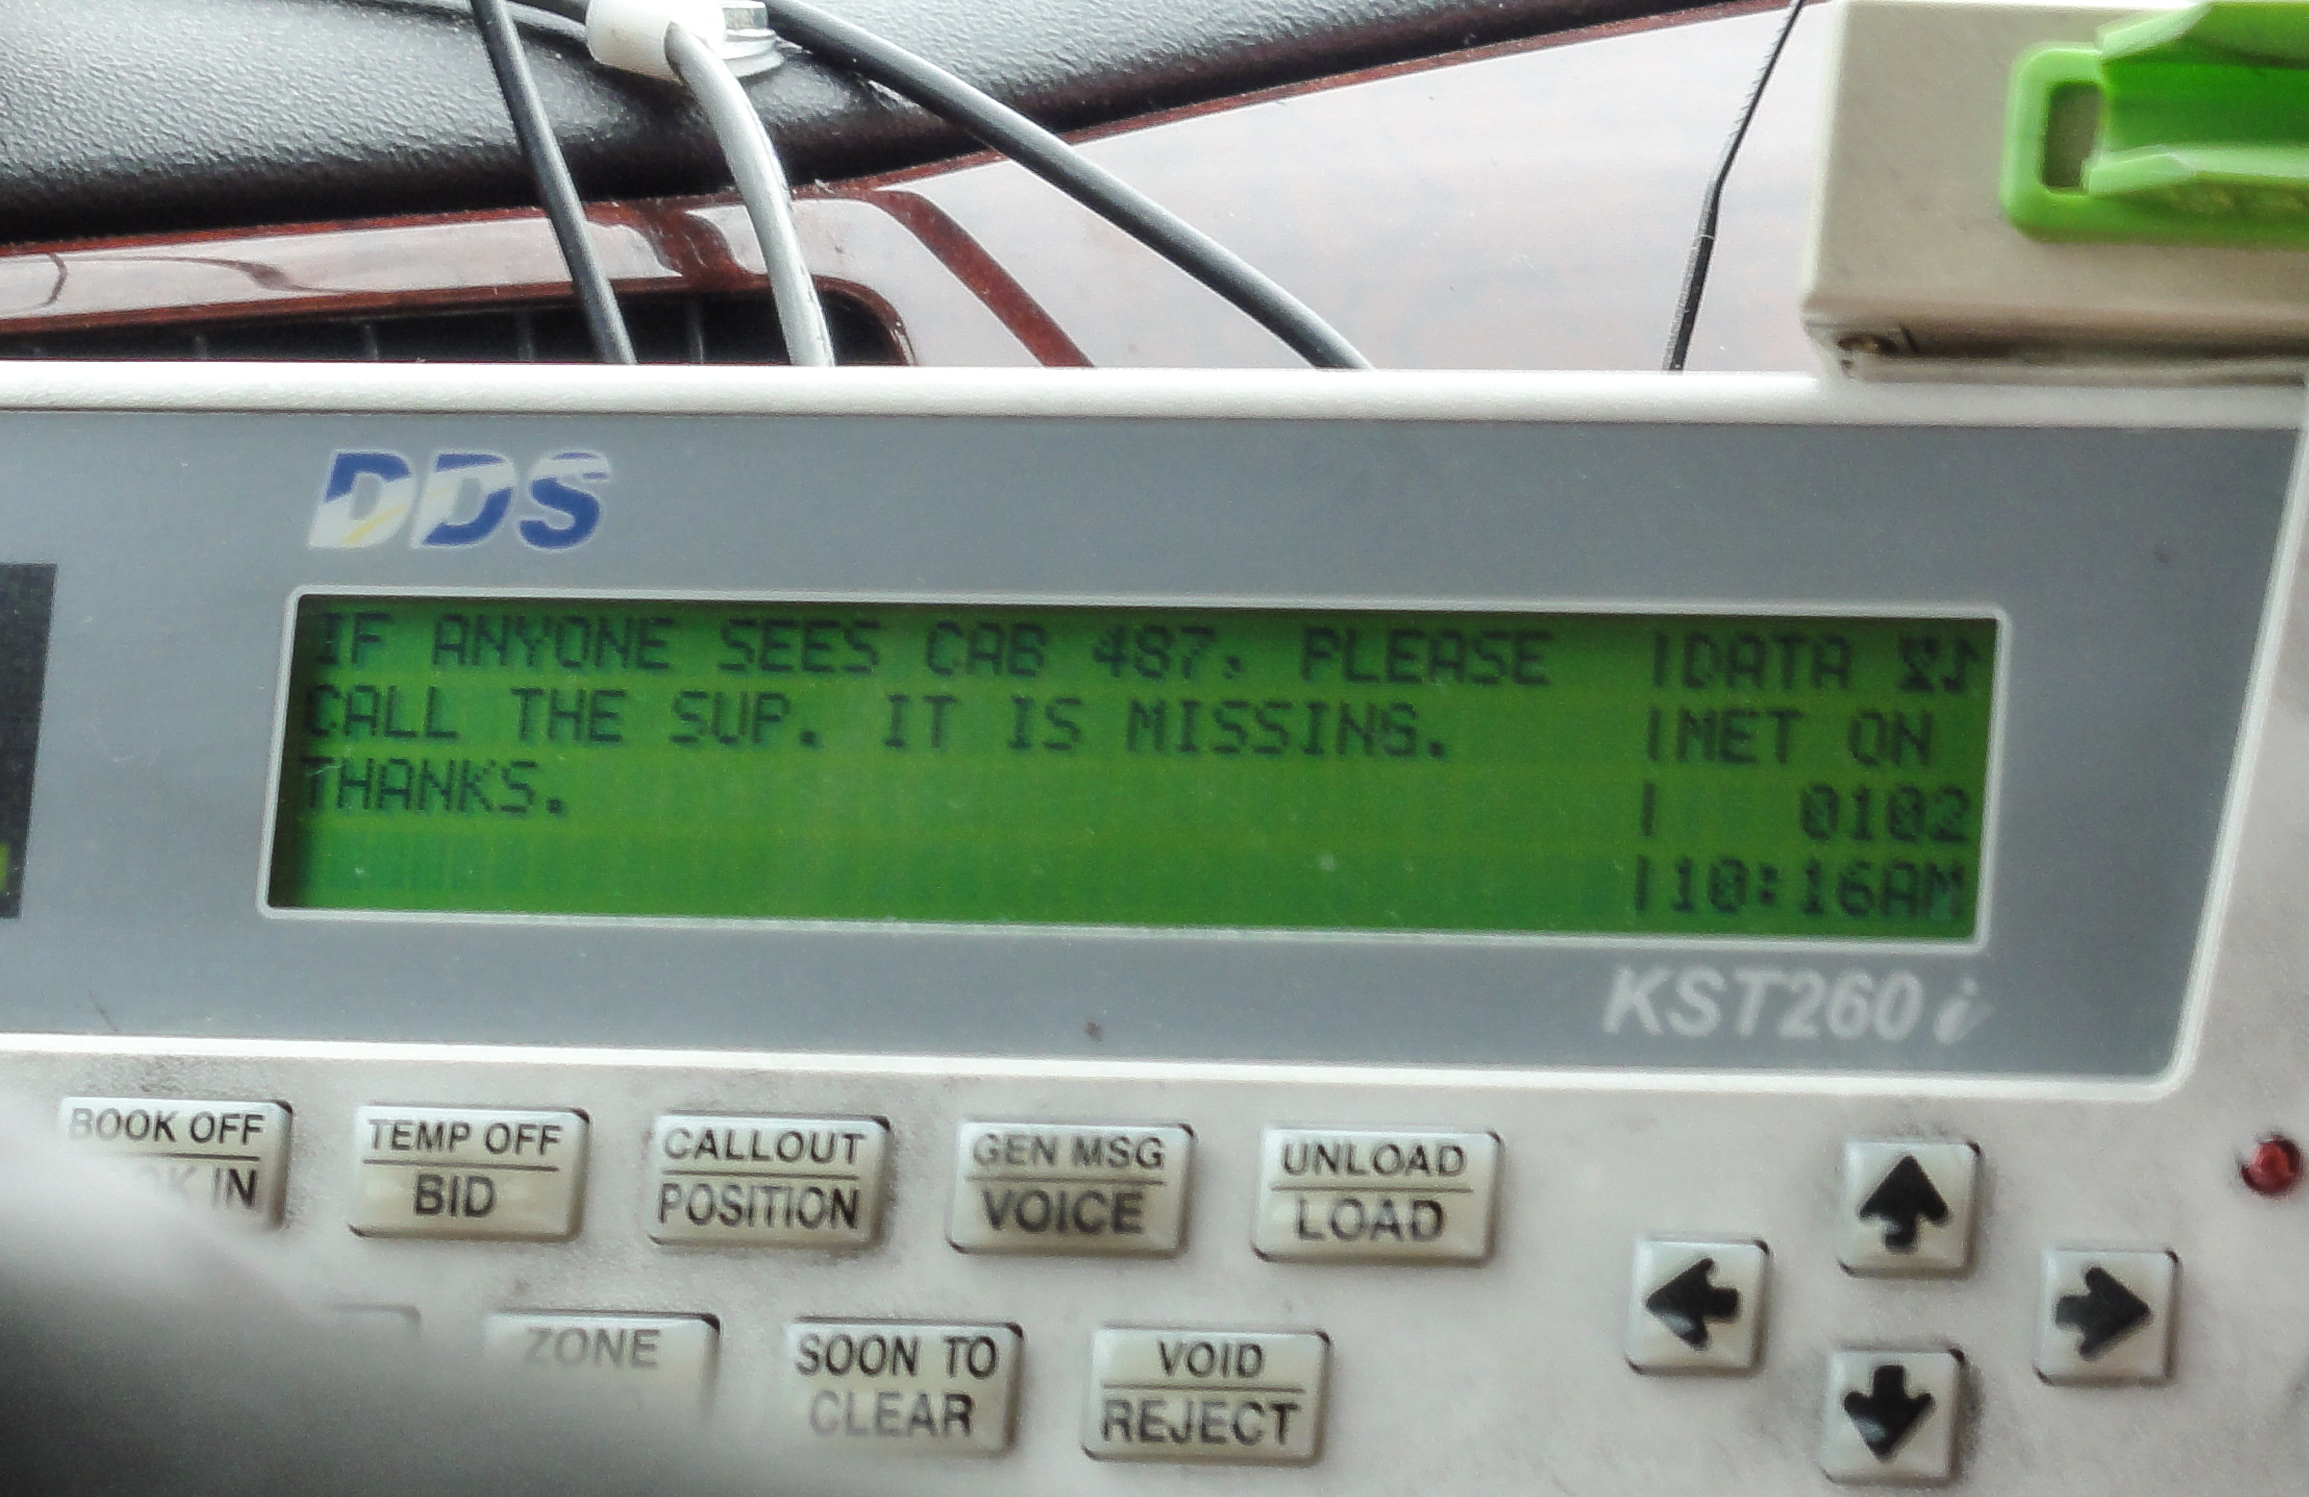 DDS
IF ANYONE SEES CAB 487, PLEASE |DATA
CALL THE SUP. IT IS MISSING. |MET ON
THANKS. | 0102
|10:16AM
KST260i
BOOK OFF TEMP OFF CALLOUT GEN MSG UNLOAD
IN BID POSITION VOICE LOAD
ZONE SOON TO VOID
CLEAR REJECT